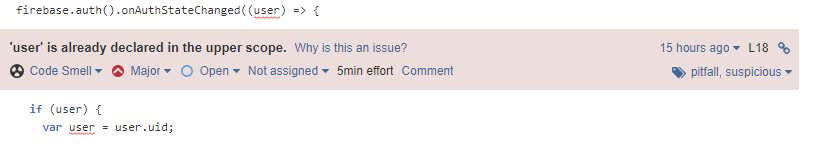 firebase.auth().onAuthStateChanged((user) => {
'user' is already declared in the upper scope. Why is this an issue? 15 hours ago L18
Code Smell Major Open Not assigned 5min effort Comment pitfall, suspicious
if (user) {
var user = user.uid;